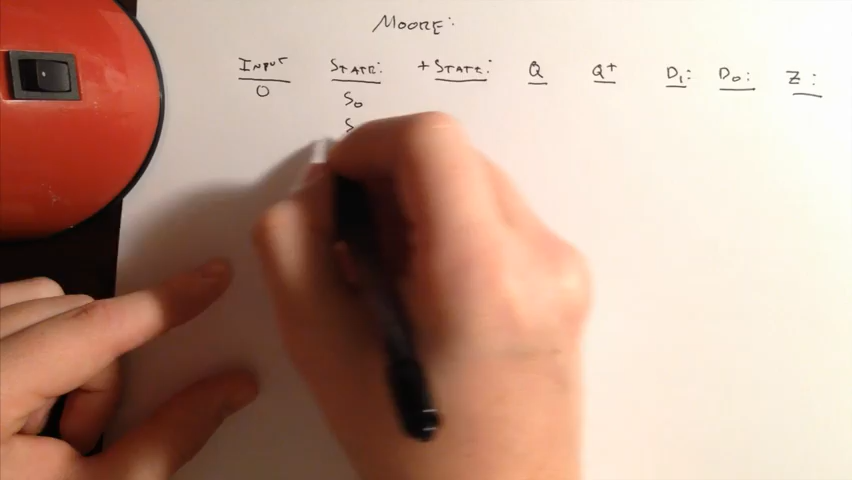 MOORE:
INPUT STATE: +STATE: Q Q+ D1: D0: Z:
0 S0
S